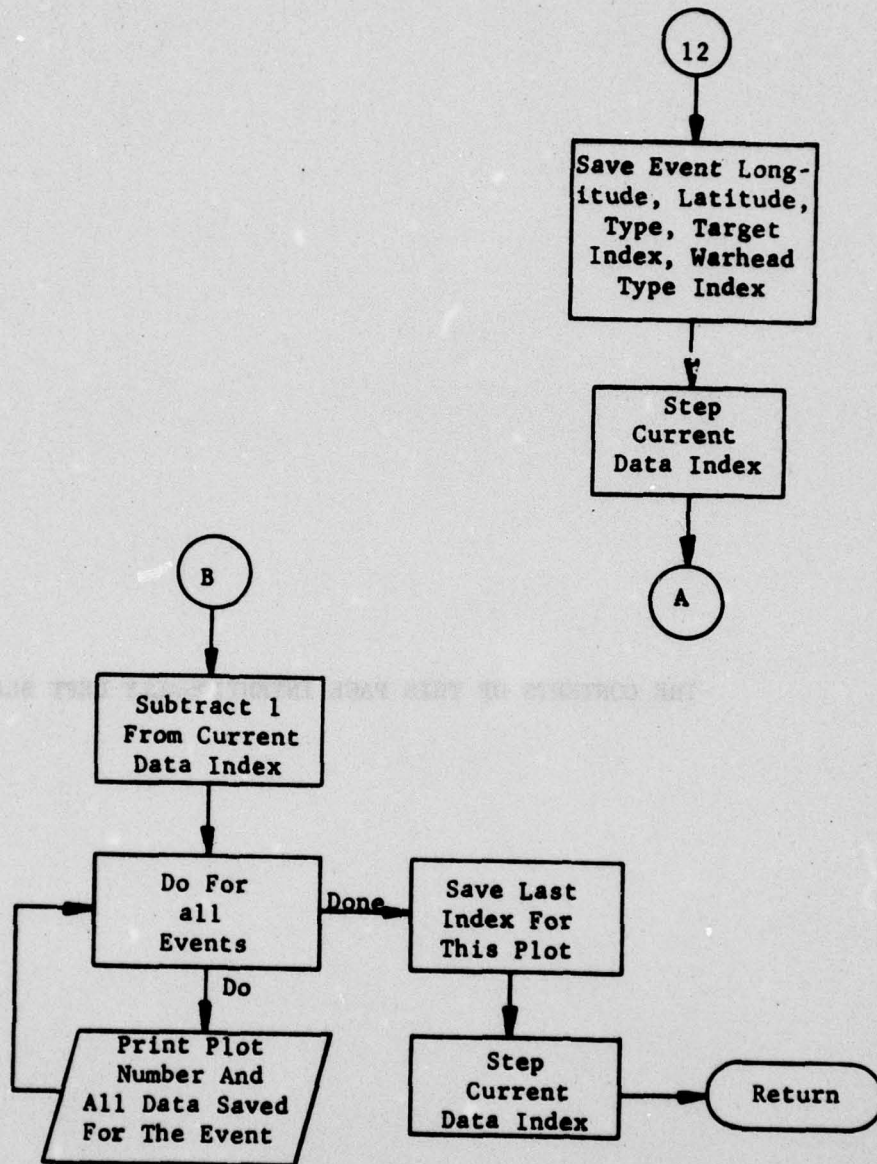 12
Save Event Long-
itude, Latitude,
Type, Target
Index, Warhead
Type Index
Step
Current
Data Index
A
B
Subtract 1
From Current
Data Index
Do For
all
Events
Done
Do
Print Plot
Number And
All Data Saved
For The Event
Save Last
Index For
This Plot
Step
Current
Data Index
Return